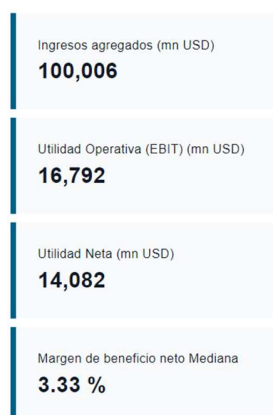 Ingresos agregados (mn USD)
100,006
Utilidad Operativa (EBIT) (mn USD)
16,792
Utilidad Neta (mn USD)
14,082
Margen de beneficio neto Mediana
3.33 %